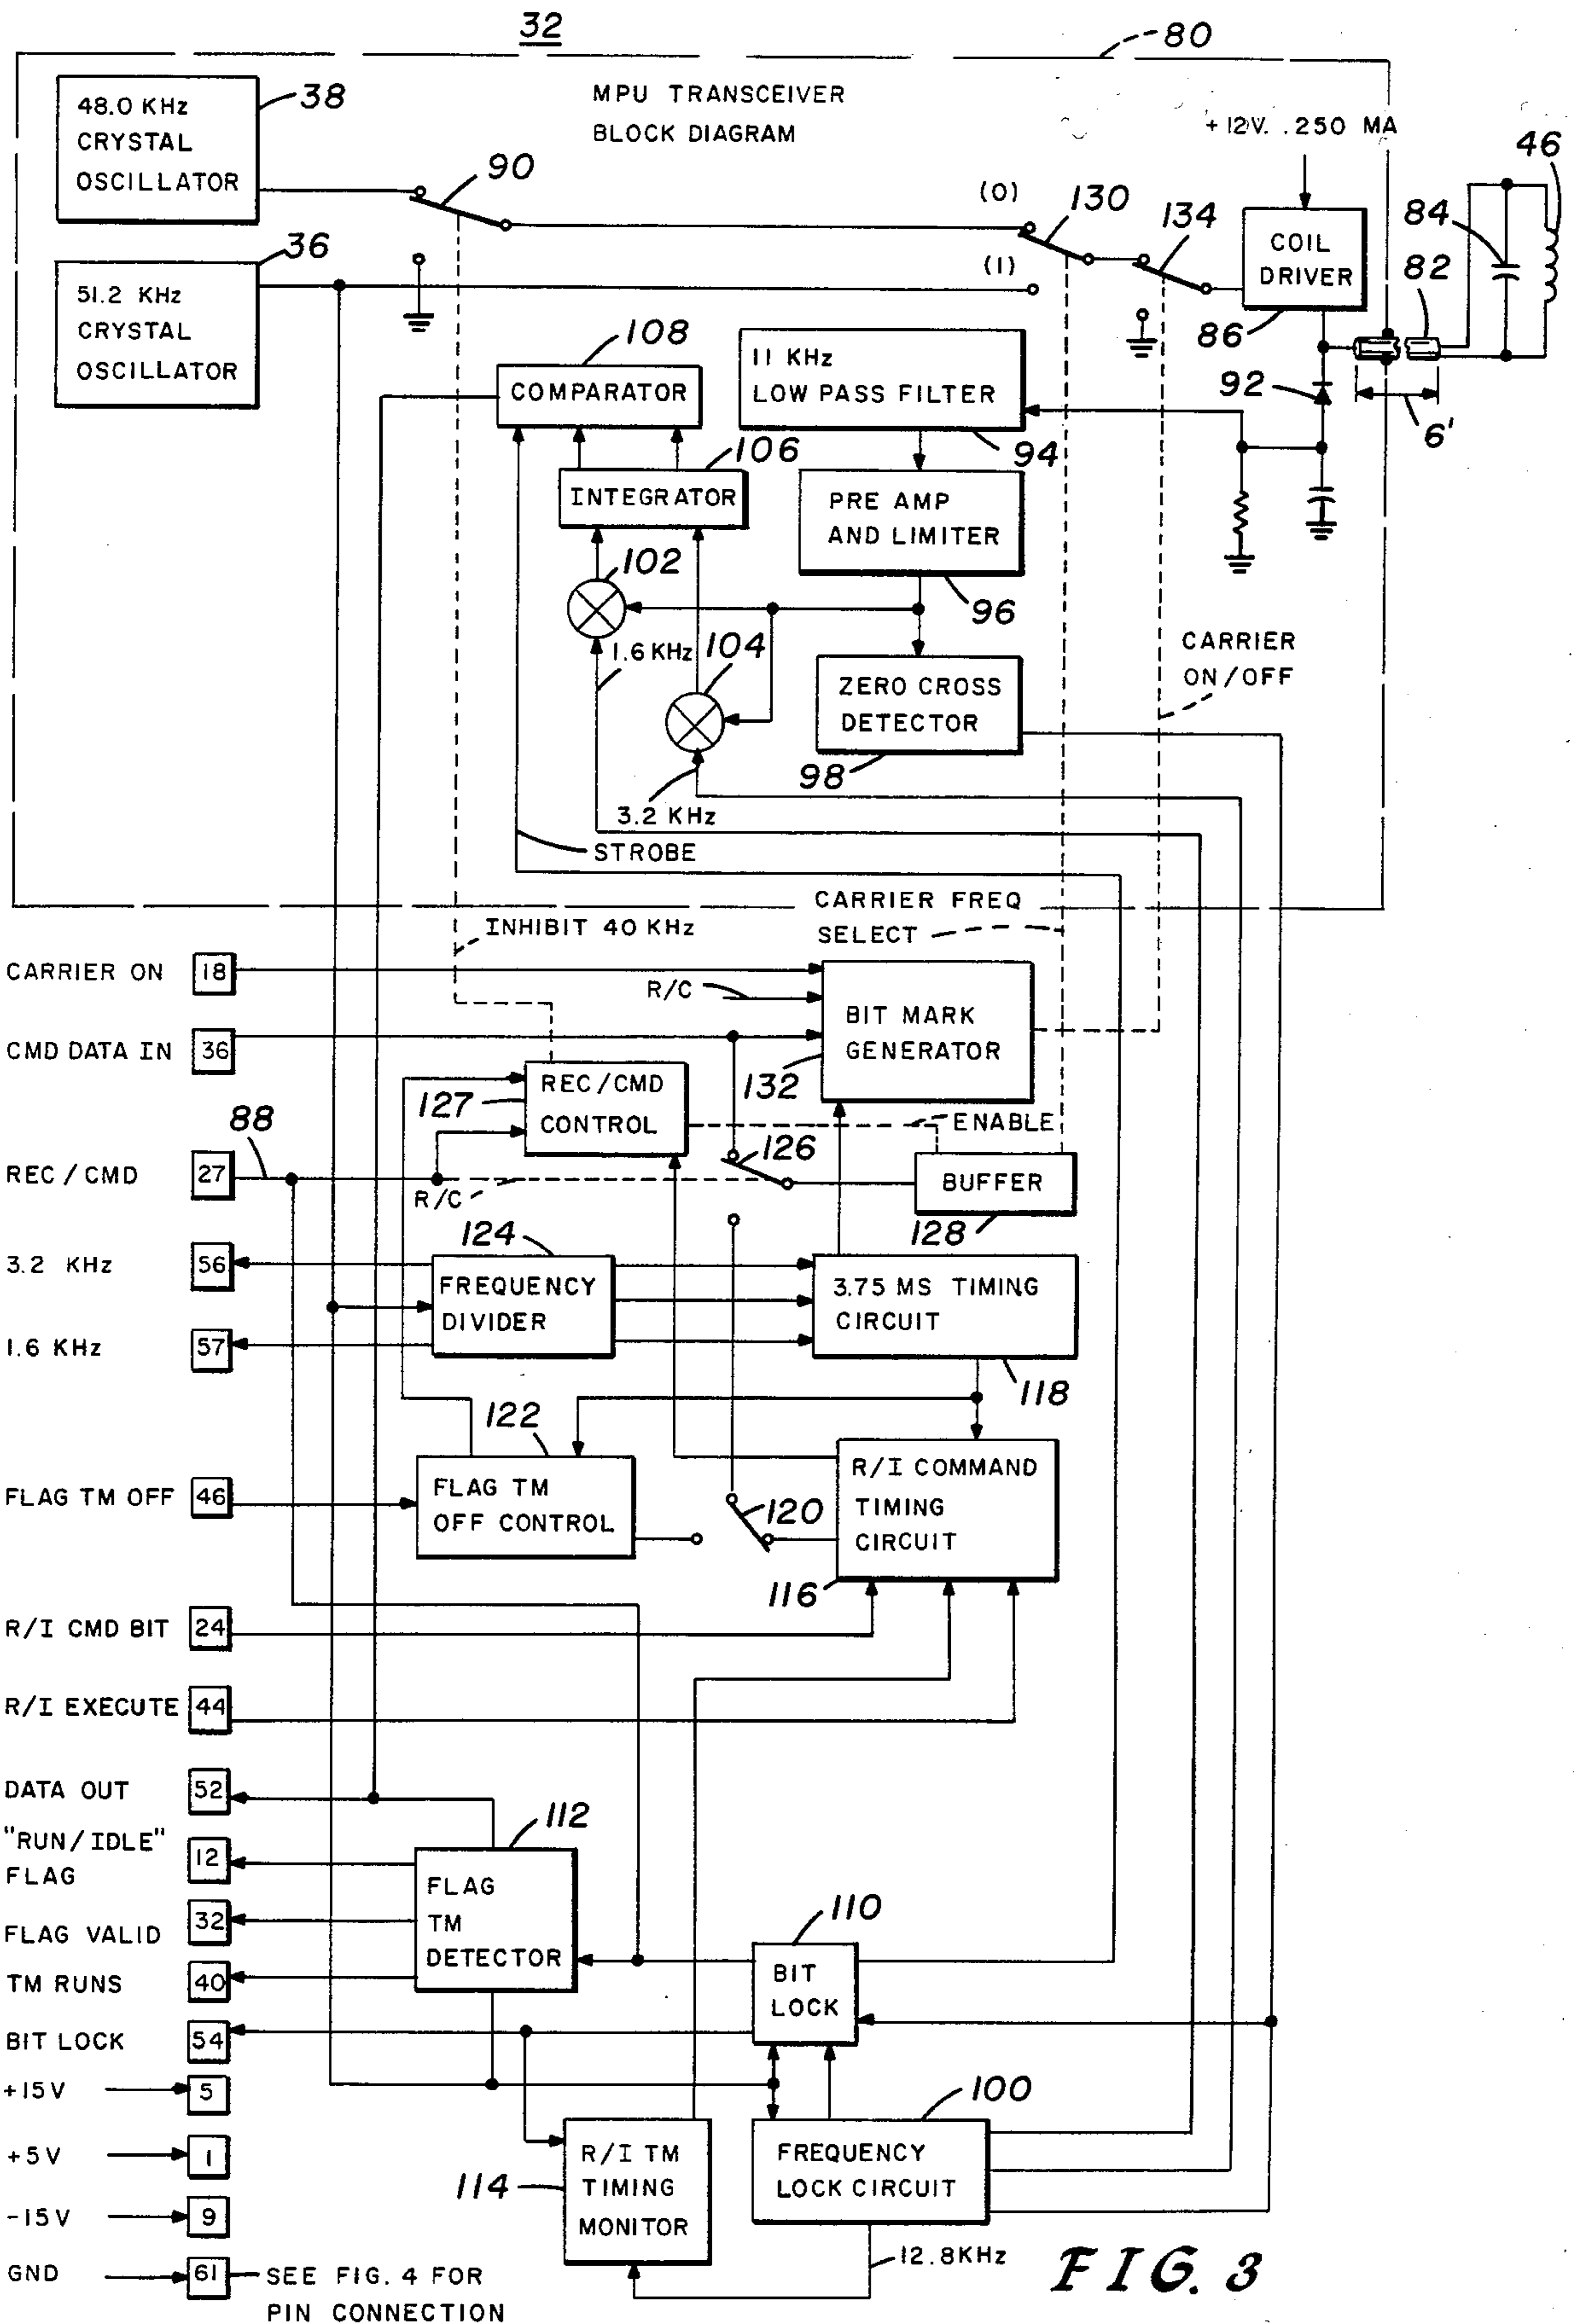 32
80
48.0 KHz
CRYSTAL
OSCILLATOR
38
MPU TRANSCEIVER
BLOCK DIAGRAM
+12V. .250 MA
46
90
(0)
130
134
COIL
DRIVER
84
82
36
51.2 KHz
CRYSTAL
OSCILLATOR
(1)
86
108
COMPARATOR
11 KHz
LOW PASS FILTER
92
6'
94
106
INTEGRATOR
PRE AMP
AND LIMITER
102
96
1.6 KHz
104
CARRIER
ON/OFF
ZERO CROSS
DETECTOR
98
3.2 KHz
STROBE
CARRIER FREQ
SELECT
INHIBIT 40 KHz
CARRIER ON
18
R/C
BIT MARK
GENERATOR
CMD DATA IN
36
132
REC/CMD
CONTROL
127
ENABLE
88
126
REC / CMD
27
R/C
BUFFER
128
124
3.2 KHz
56
FREQUENCY
DIVIDER
3.75 MS TIMING
CIRCUIT
1.6 KHz
57
118
122
R/I COMMAND
TIMING
CIRCUIT
FLAG TM OFF
46
FLAG TM
OFF CONTROL
120
116
R/I CMD BIT
24
R/I EXECUTE
44
DATA OUT
52
112
"RUN/IDLE"
FLAG
12
FLAG
TM
DETECTOR
110
FLAG VALID
32
BIT
LOCK
TM RUNS
40
BIT LOCK
54
+15V
5
100
+5V
1
R/I TM
TIMING
MONITOR
114
FREQUENCY
LOCK CIRCUIT
-15V
9
12.8KHz
GND
61
SEE FIG. 4 FOR
PIN CONNECTION
FIG. 3